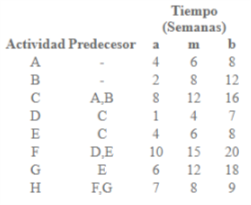 Tiempo
(Semanas)
Actividad Predecesor a m b
A - 4 6 8
B - 2 8 12
C A,B 8 12 16
D C 1 4 7
E C 4 6 8
F D,E 10 15 20
G E 6 12 18
H F,G 7 8 9